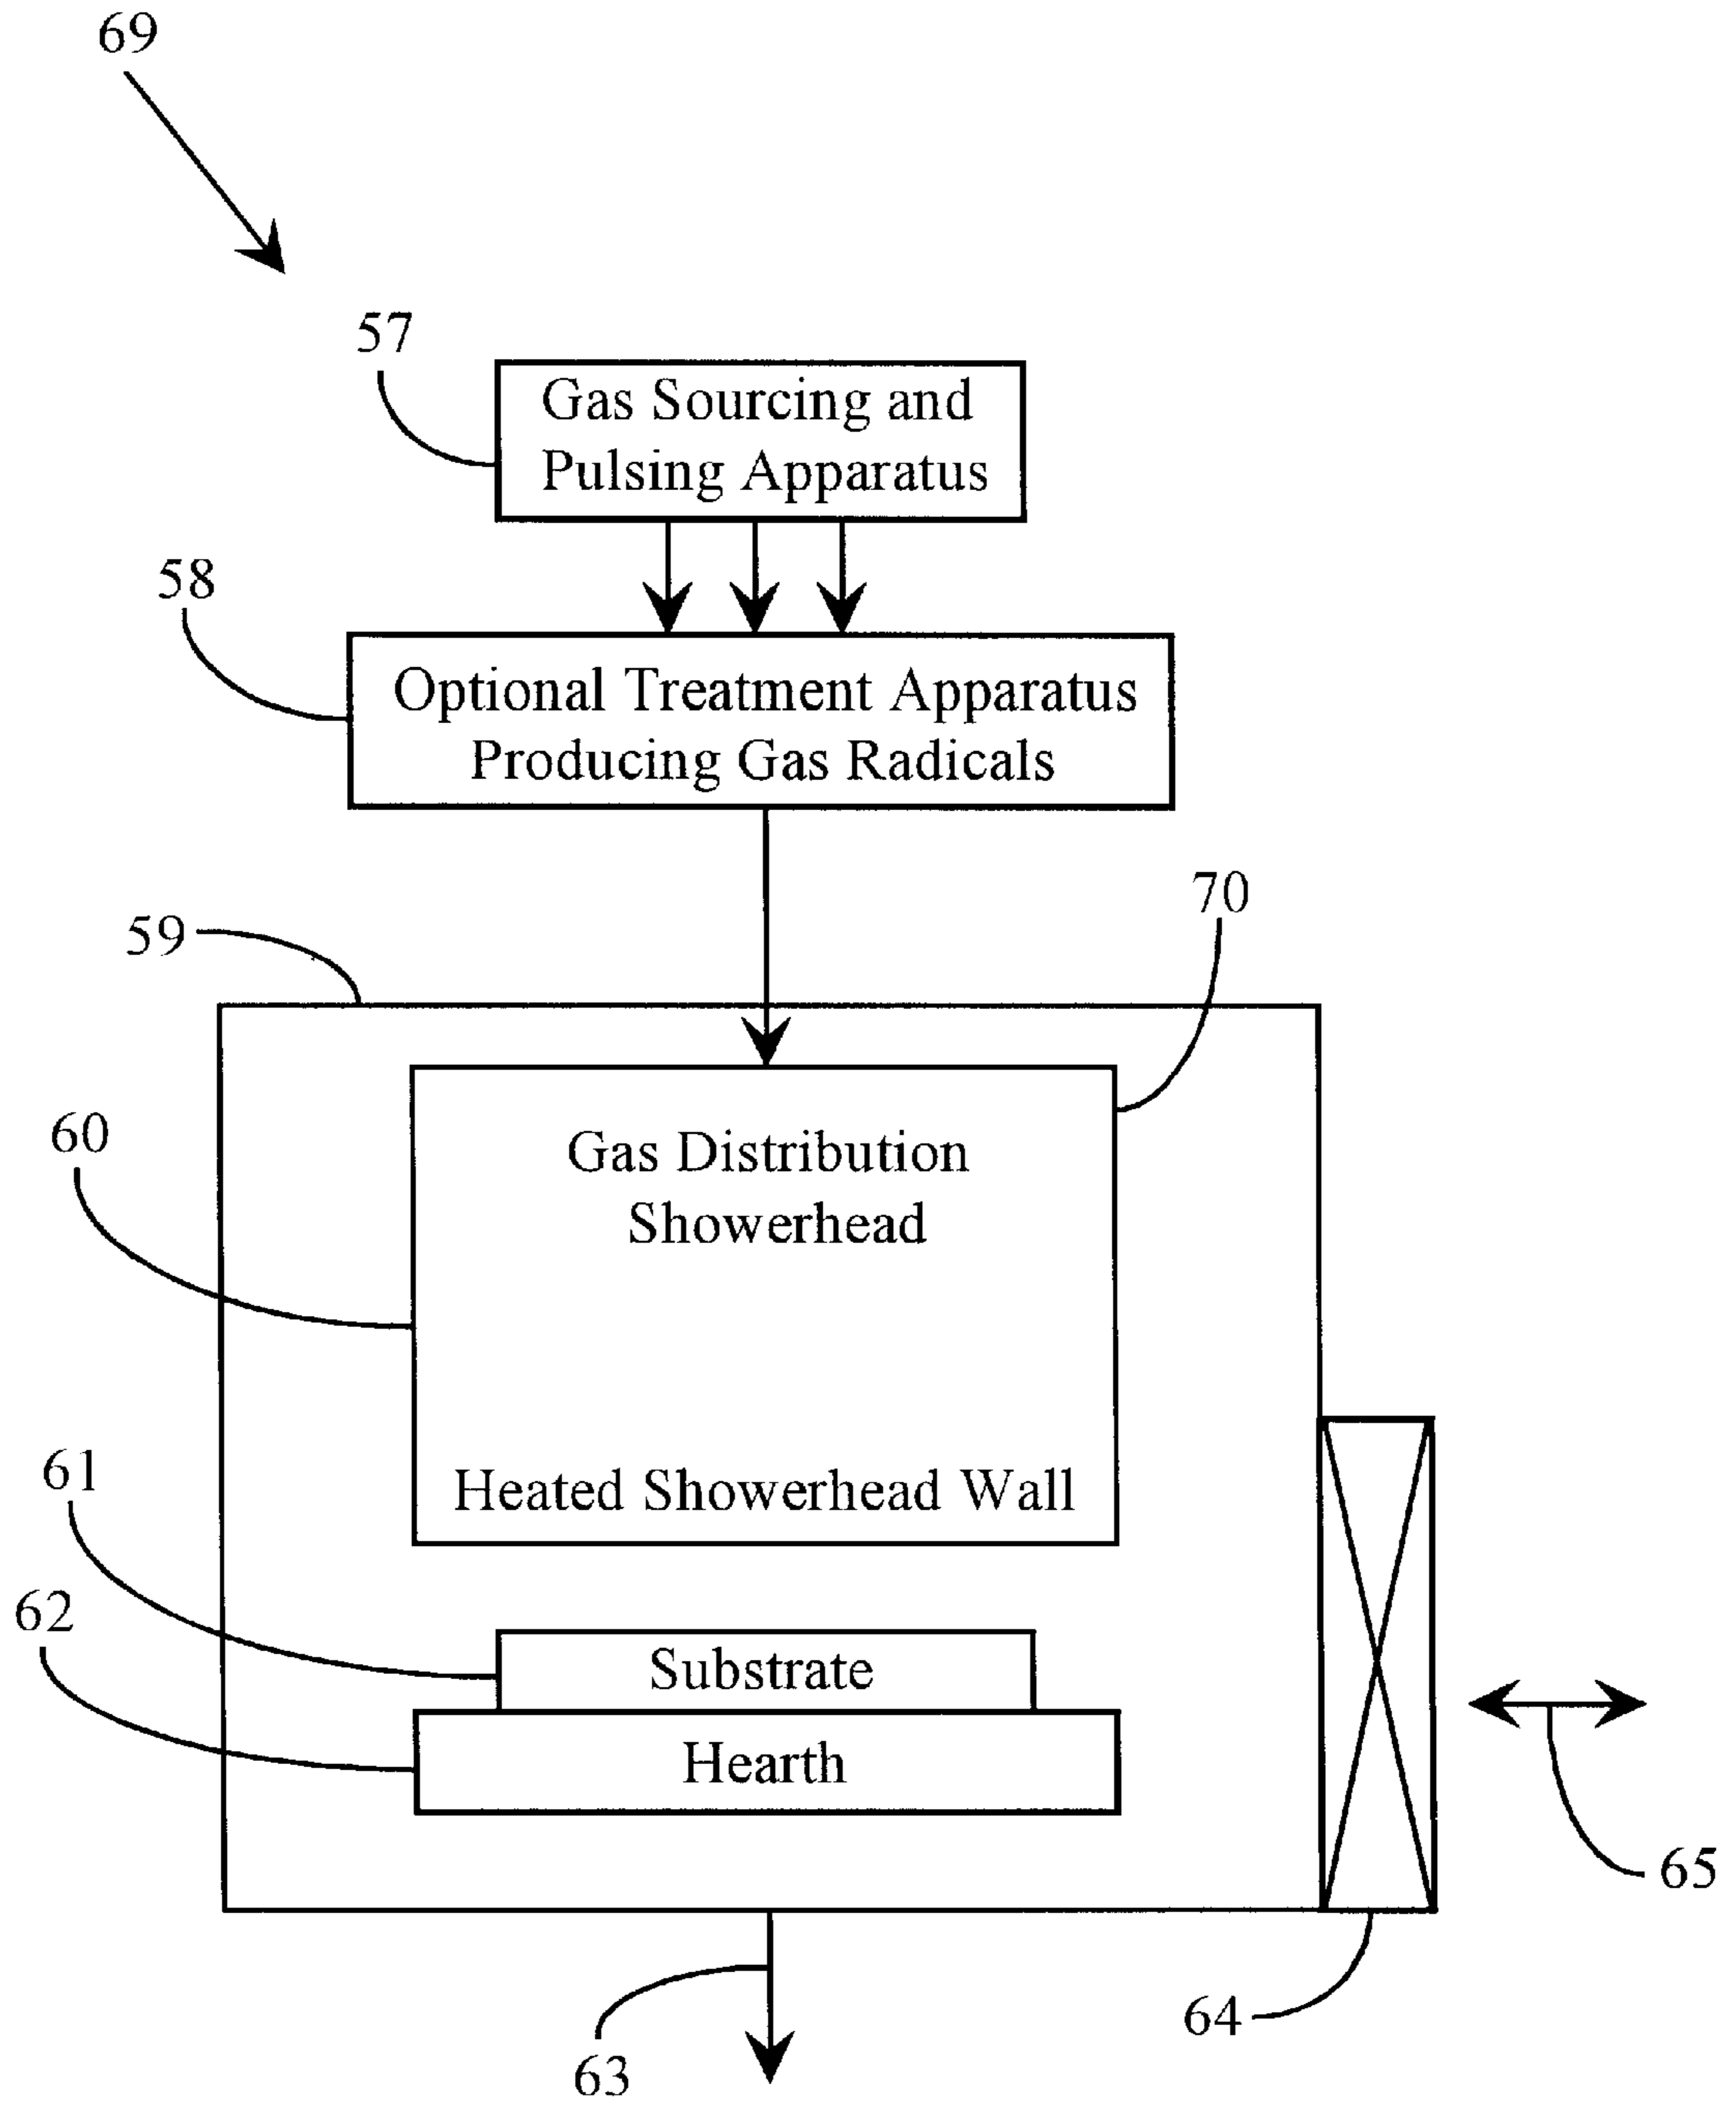 69
57
Gas Sourcing and
Pulsing Apparatus
58
Optional Treatment Apparatus
Producing Gas Radicals
70
59
60
Gas Distribution
Showerhead
61
Heated Showerhead Wall
62
Substrate
Hearth
65
64
63